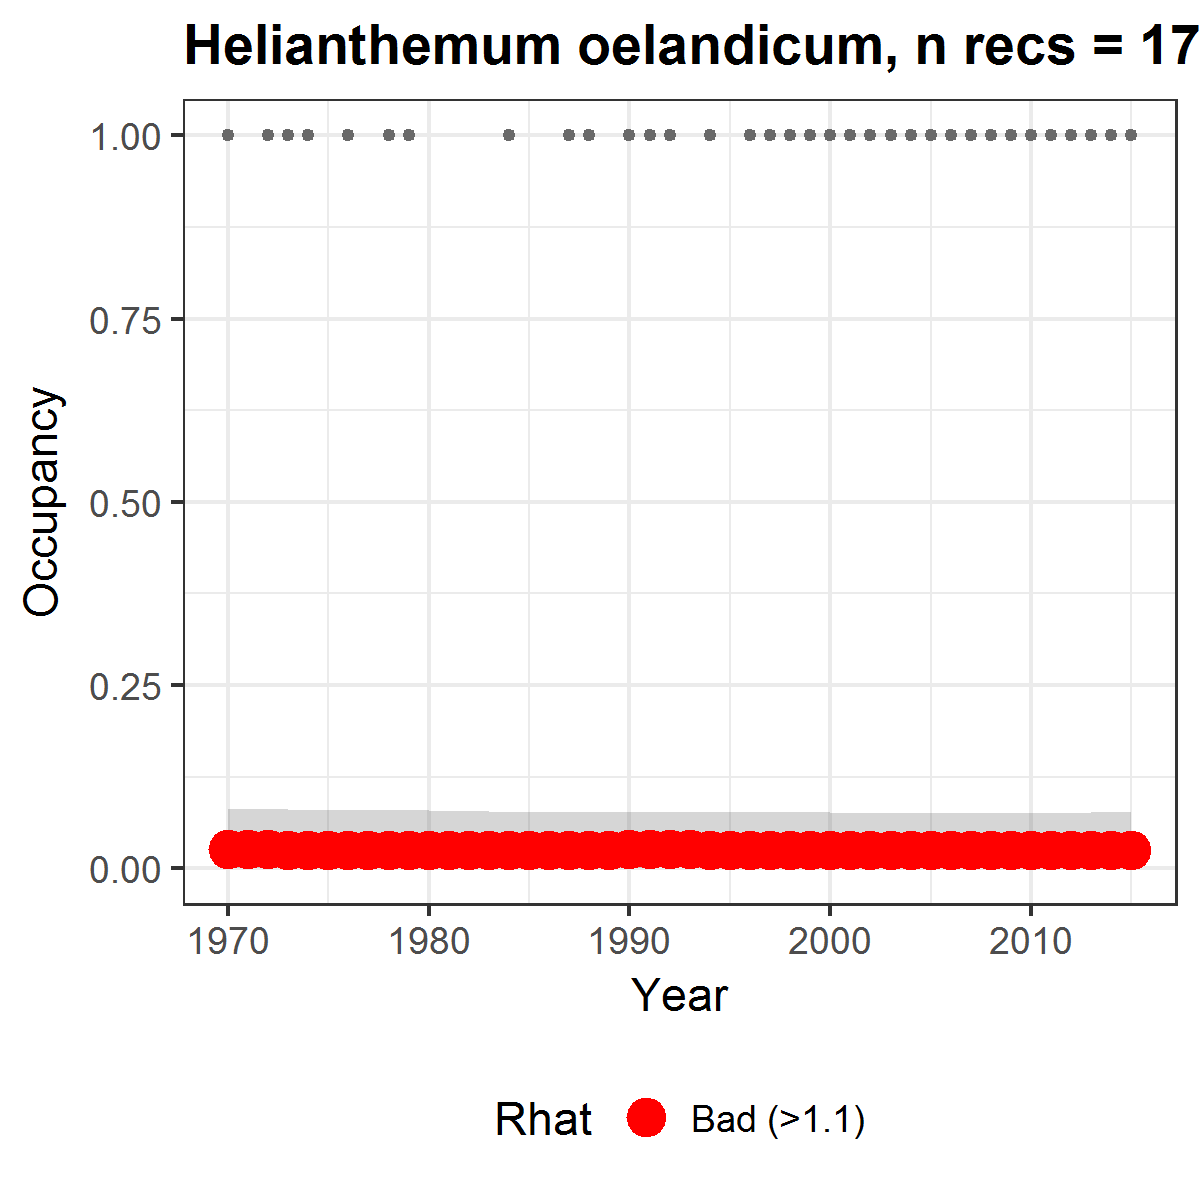 Helianthemum oelandicum, n recs = 17
1.00
0.75
0.50
0.25
0.00
Occupancy
1970 1980 1990 2000 2010
Year
Rhat Bad (>1.1)